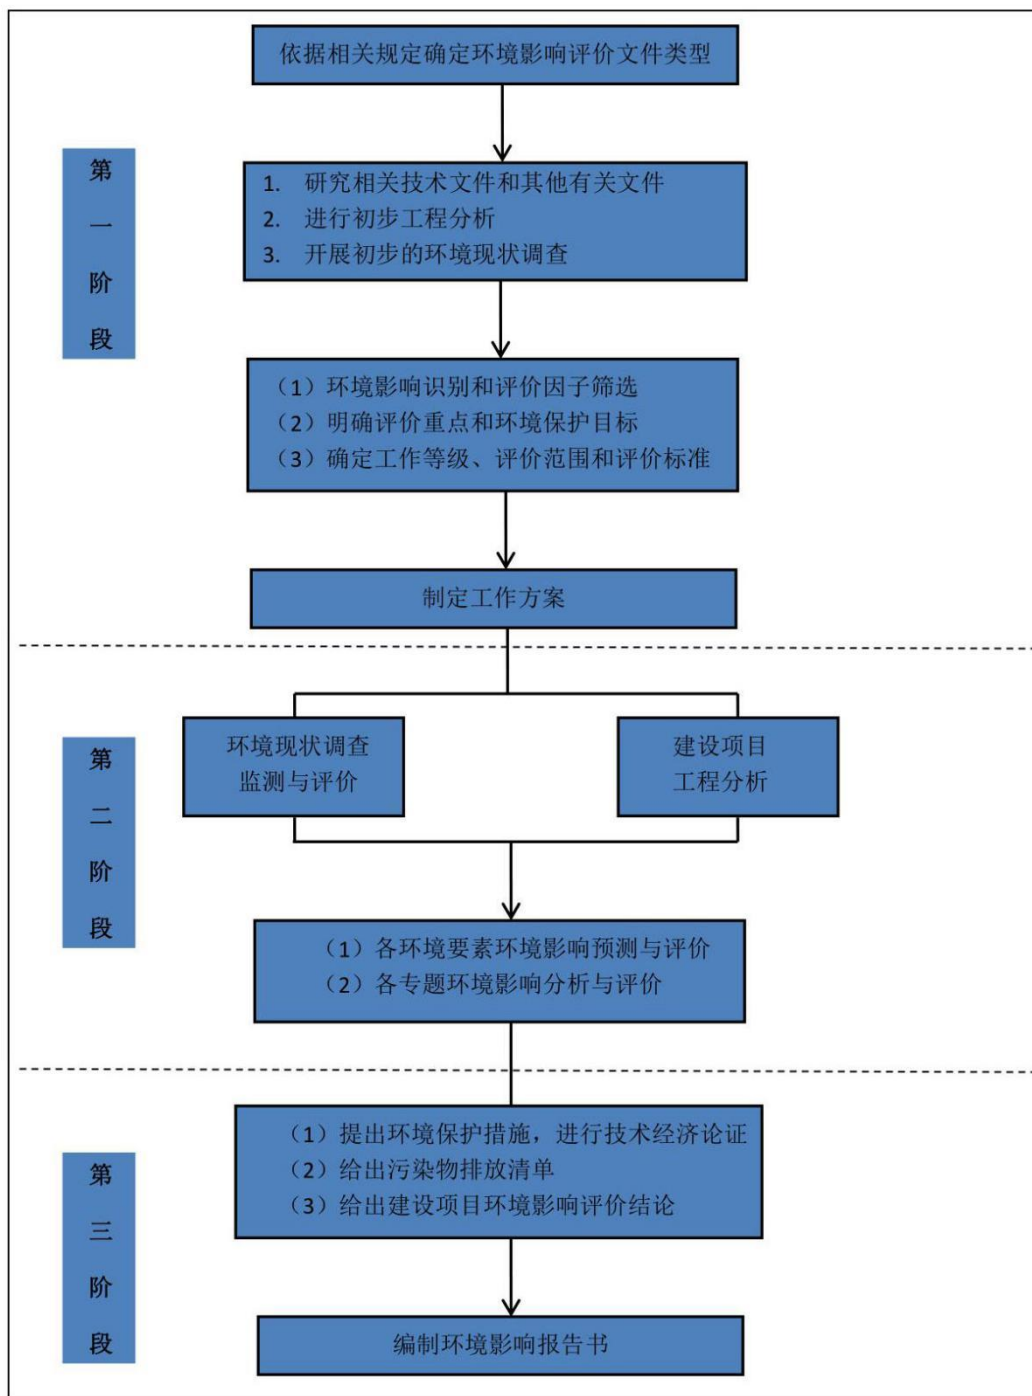 依据相关规定确定环境影响评价文件类型
第一阶段
1. 研究相关技术文件和其他有关文件
2. 进行初步工程分析
3. 开展初步的环境现状调查
（1）环境影响识别和评价因子筛选
（2）明确评价重点和环境保护目标
（3）确定工作等级、评价范围和评价标准
制定工作方案
第二阶段
环境现状调查
监测与评价
建设项目
工程分析
（1）各环境要素环境影响预测与评价
（2）各专题环境影响分析与评价
第三阶段
（1）提出环境保护措施，进行技术经济论证
（2）给出污染物排放清单
（3）给出建设项目环境影响评价结论
编制环境影响报告书